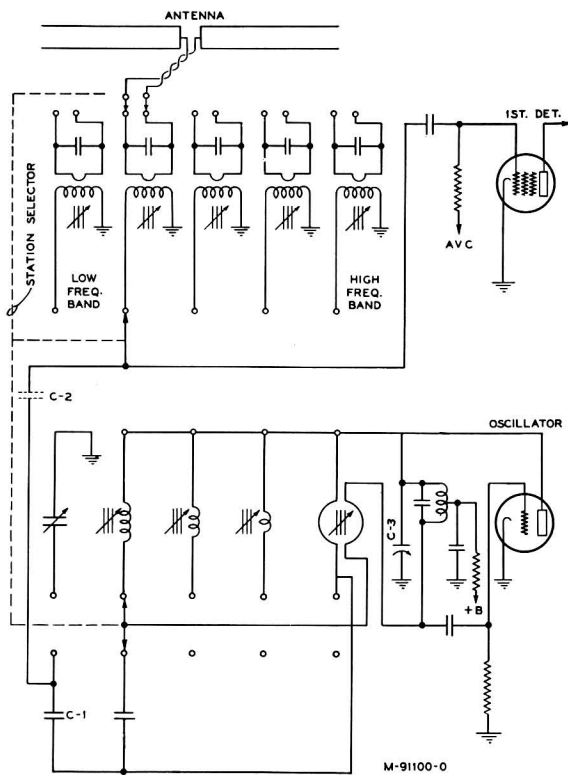 ANTENNA
1ST. DET.
STATION SELECTOR
AVC
LOW
FREQ.
BAND
HIGH
FREQ.
BAND
C-2
OSCILLATOR
C-3
+B
C-1
M-91100-0